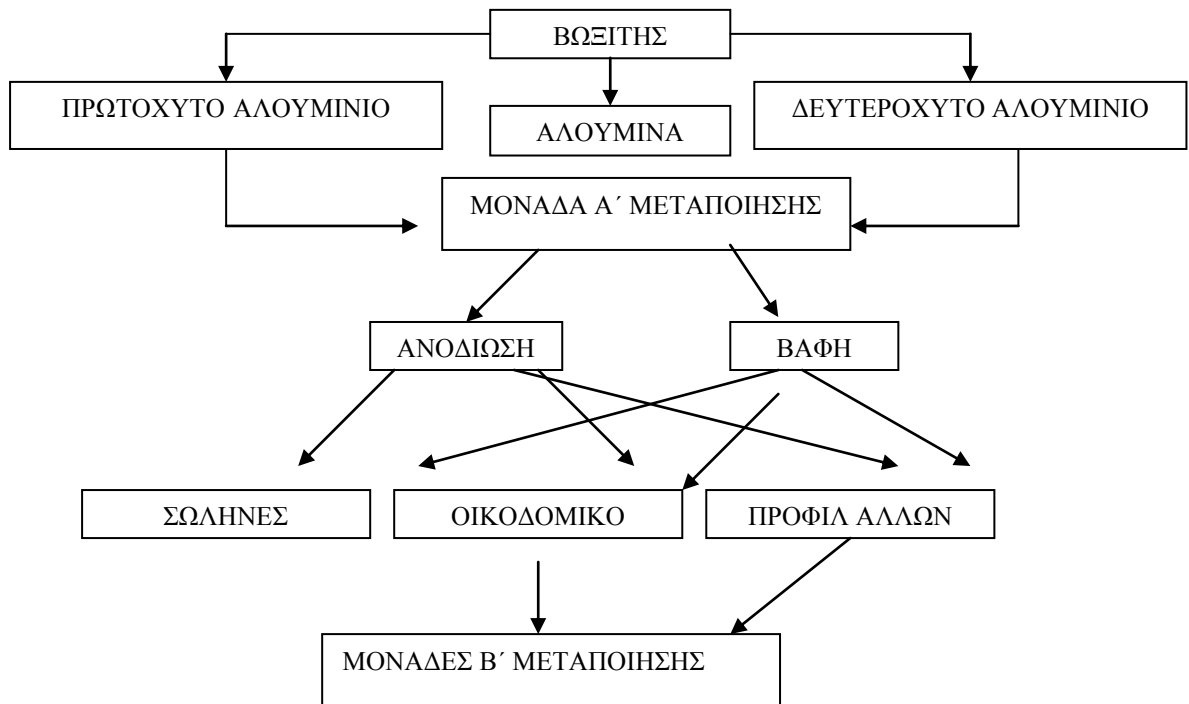 ΒΩΞΙΤΗΣ
ΠΡΩΤΟΧΥΤΟ ΑΛΟΥΜΙΝΙΟ
ΑΛΟΥΜΙΝΑ
ΔΕΥΤΕΡΟΧΥΤΟ ΑΛΟΥΜΙΝΙΟ
ΜΟΝΑΔΑ Α΄ ΜΕΤΑΠΟΙΗΣΗΣ
ΑΝΟΔΙΩΣΗ
ΒΑΦΗ
ΣΩΛΗΝΕΣ
ΟΙΚΟΔΟΜΙΚΟ
ΠΡΟΦΙΛ ΑΛΛΩΝ
ΜΟΝΑΔΕΣ Β΄ ΜΕΤΑΠΟΙΗΣΗΣ